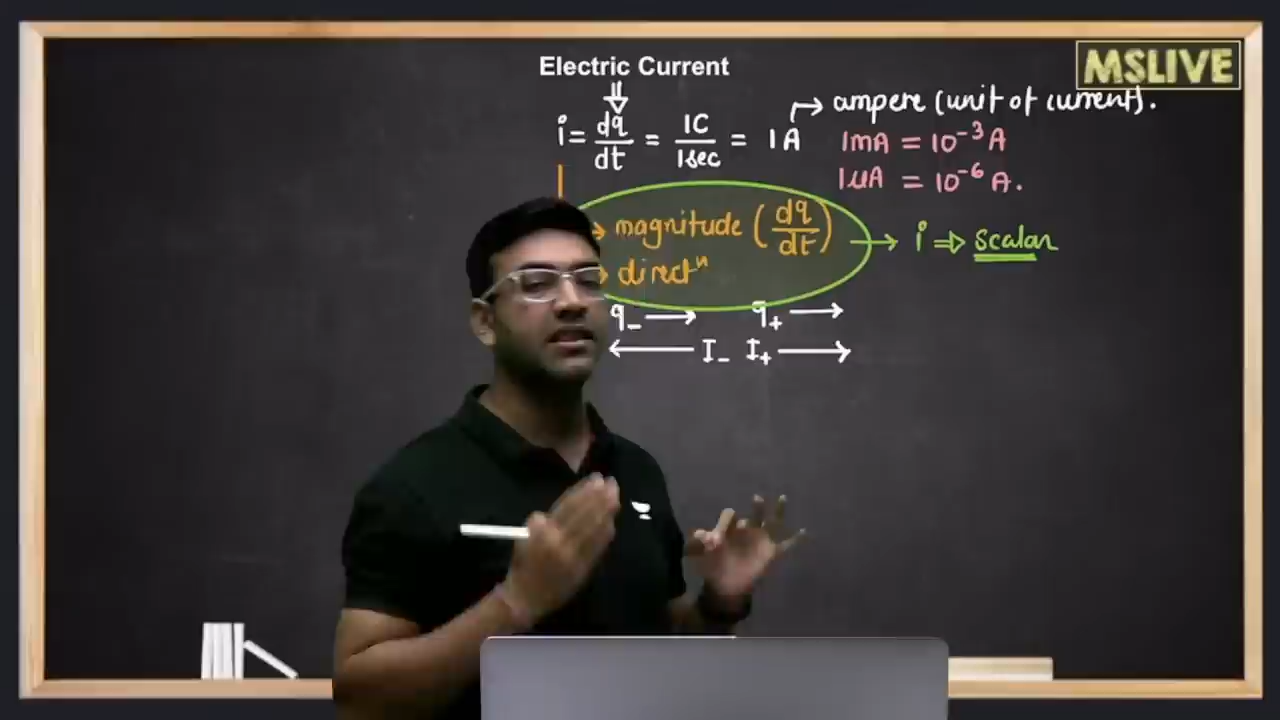 Electric Current
MSLIVE
→ ampere (unit of current).
i = dq/dt = 1C/1sec = 1A
1mA = 10⁻³ A
1μA = 10⁻⁶ A.
→ magnitude (dq/dt) → i ⇒ scalar
→ directⁿ
q₋ → q₊ →
← I₋ I₊ →